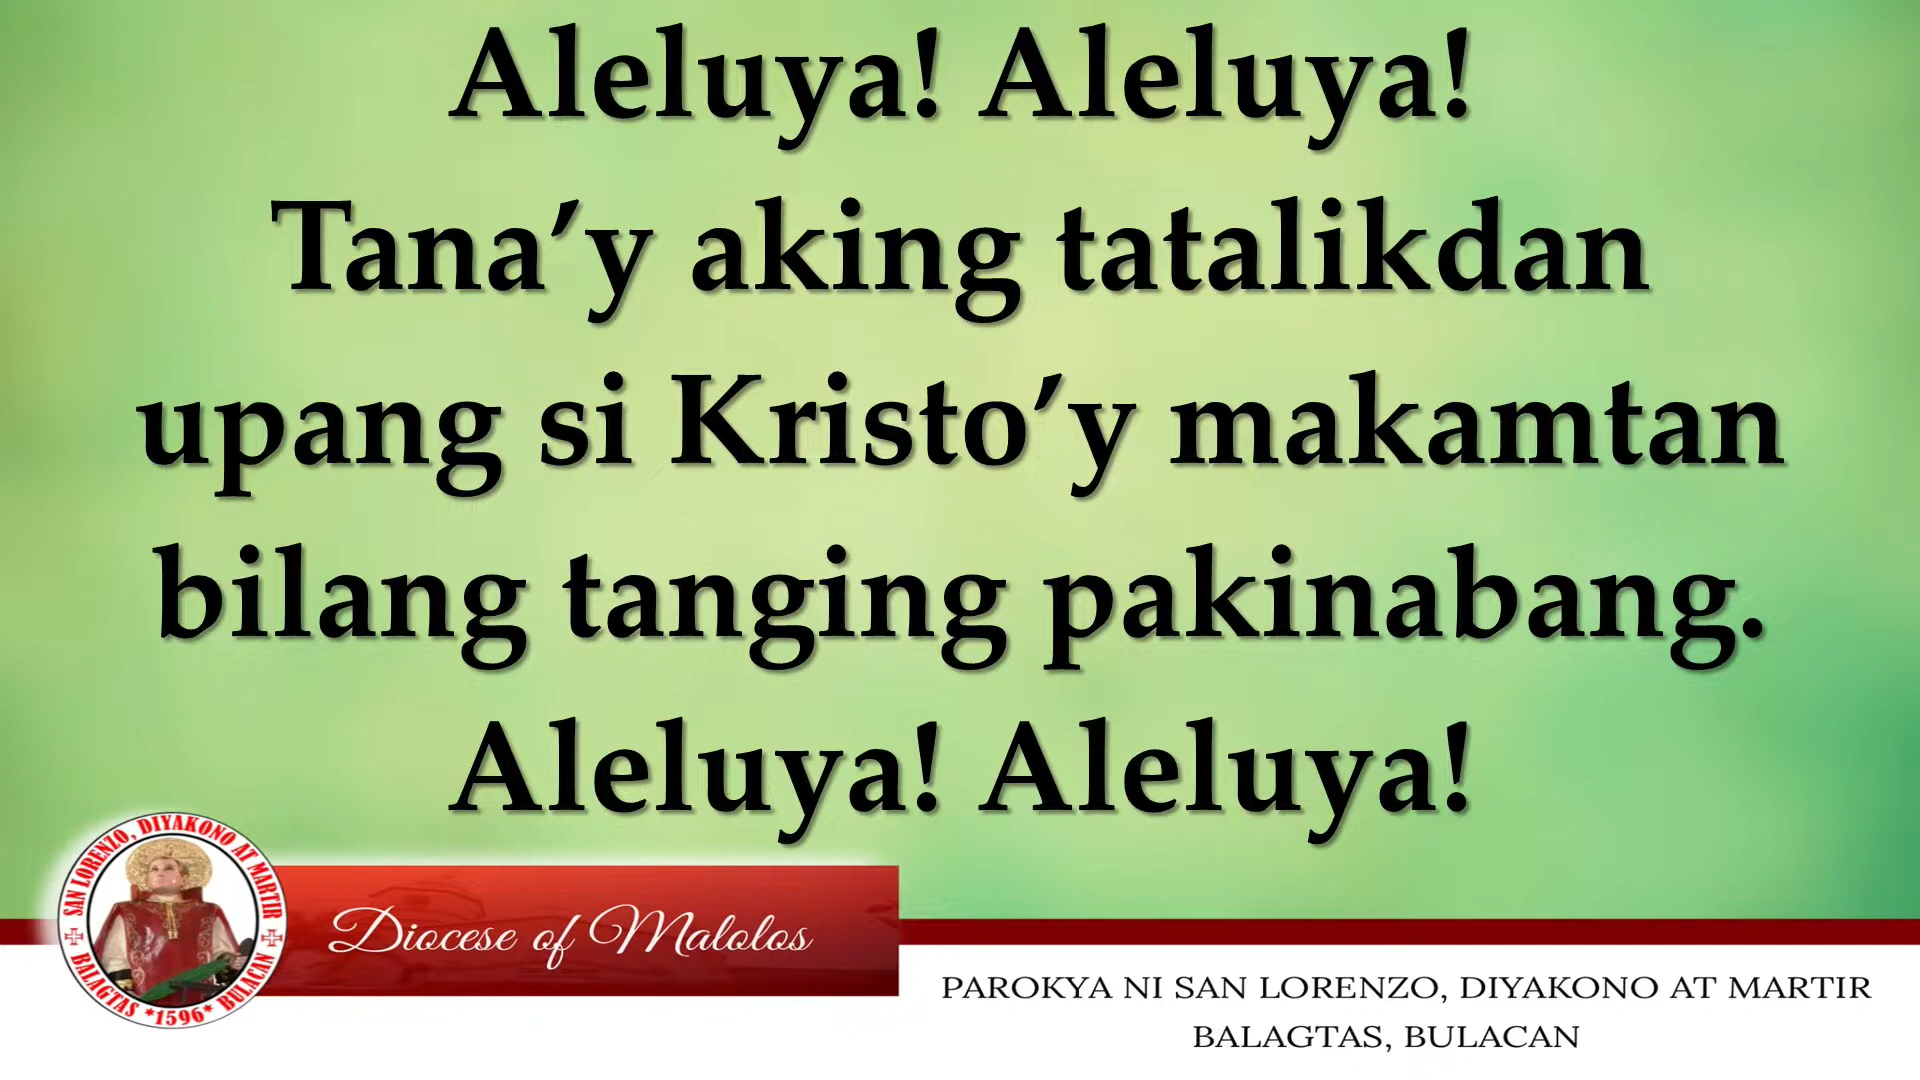 Aleluya! Aleluya!
Tana’y aking tatalikdan
upang si Kristo’y makamtan
bilang tanging pakinabang.
Aleluya! Aleluya!
SAN LORENZO, DIYAKONO AT MARTIR
BALAGTAS *1596* BULACAN
Diocese of Malolos
PAROKYA NI SAN LORENZO, DIYAKONO AT MARTIR
BALAGTAS, BULACAN